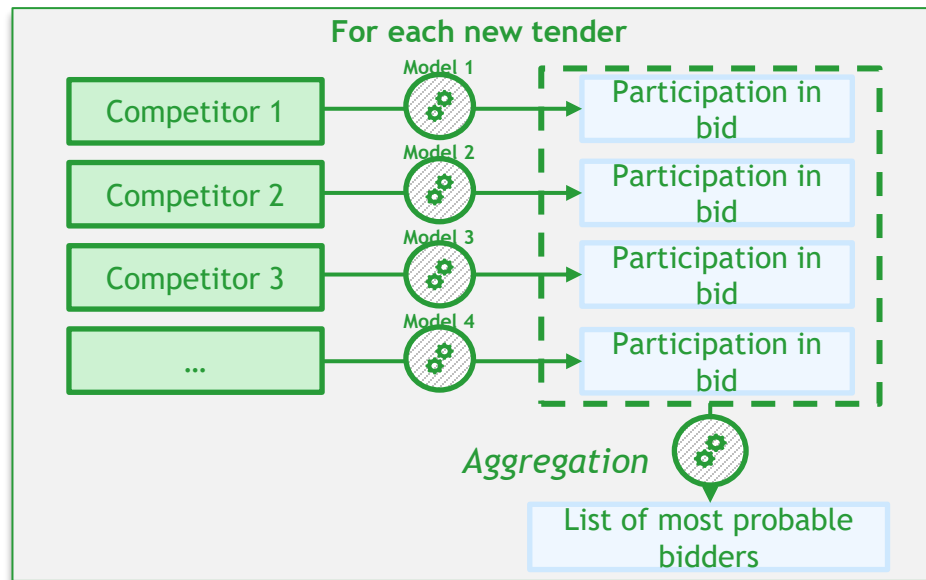 For each new tender
Model 1
Competitor 1
Participation in
bid
Model 2
Competitor 2
Participation in
bid
Model 3
Competitor 3
Participation in
bid
Model 4
...
Participation in
bid
Aggregation
List of most probable
bidders